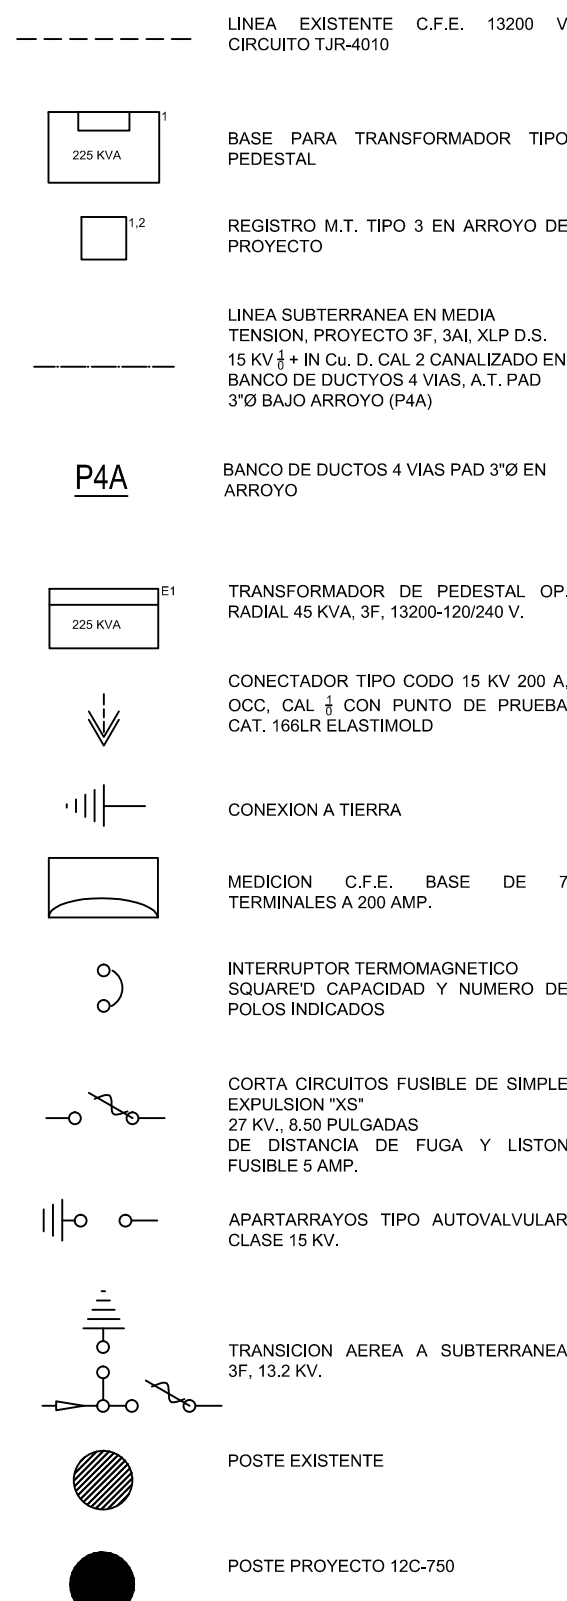 LINEA EXISTENTE C.F.E. 13200 V
CIRCUITO TJR-4010
1
225 KVA
BASE PARA TRANSFORMADOR TIPO
PEDESTAL
1,2
REGISTRO M.T. TIPO 3 EN ARROYO DE
PROYECTO
LINEA SUBTERRANEA EN MEDIA
TENSION, PROYECTO 3F, 3AI, XLP D.S.
15 KV 1/0 + IN Cu. D. CAL 2 CANALIZADO EN
BANCO DE DUCTYOS 4 VIAS, A.T. PAD
3"Ø BAJO ARROYO (P4A)
P4A
BANCO DE DUCTOS 4 VIAS PAD 3"Ø EN
ARROYO
E1
225 KVA
TRANSFORMADOR DE PEDESTAL OP.
RADIAL 45 KVA, 3F, 13200-120/240 V.
CONECTADOR TIPO CODO 15 KV 200 A,
OCC, CAL 1/0 CON PUNTO DE PRUEBA
CAT. 166LR ELASTIMOLD
CONEXION A TIERRA
MEDICION C.F.E. BASE DE 7
TERMINALES A 200 AMP.
INTERRUPTOR TERMOMAGNETICO
SQUARE'D CAPACIDAD Y NUMERO DE
POLOS INDICADOS
CORTA CIRCUITOS FUSIBLE DE SIMPLE
EXPULSION "XS"
27 KV., 8.50 PULGADAS
DE DISTANCIA DE FUGA Y LISTON
FUSIBLE 5 AMP.
APARTARRAYOS TIPO AUTOVALVULAR
CLASE 15 KV.
TRANSICION AEREA A SUBTERRANEA
3F, 13.2 KV.
POSTE EXISTENTE
POSTE PROYECTO 12C-750